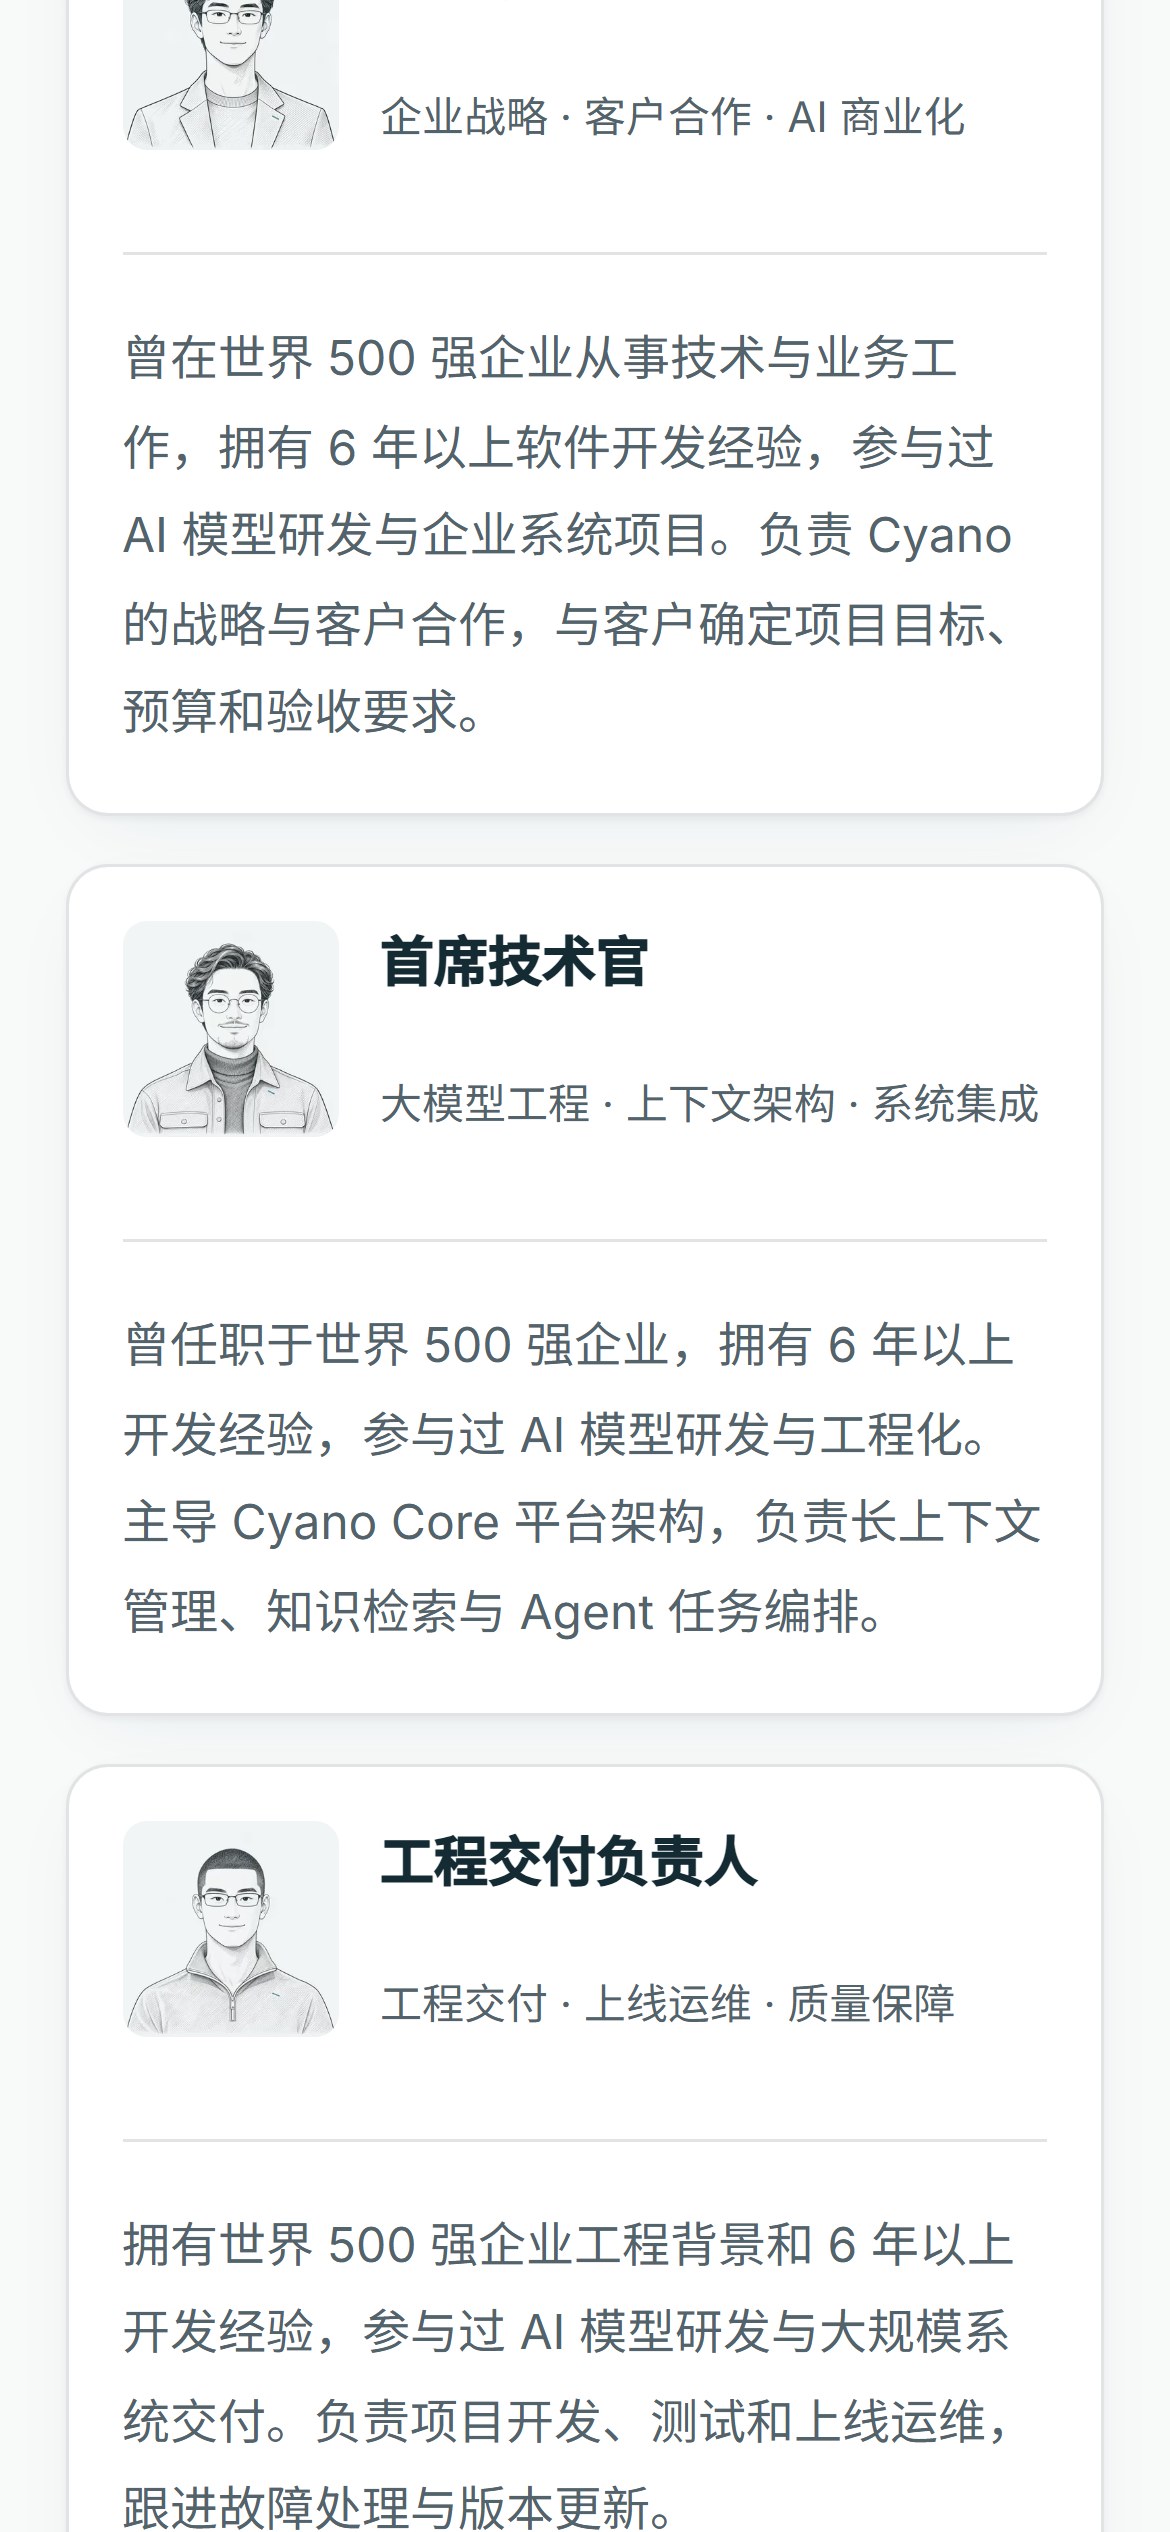 企业战略 · 客户合作 · AI 商业化
曾在世界 500 强企业从事技术与业务工
作，拥有 6 年以上软件开发经验，参与过
AI 模型研发与企业系统项目。负责 Cyano
的战略与客户合作，与客户确定项目目标、
预算和验收要求。
首席技术官
大模型工程 · 上下文架构 · 系统集成
曾任职于世界 500 强企业，拥有 6 年以上
开发经验，参与过 AI 模型研发与工程化。
主导 Cyano Core 平台架构，负责长上下文
管理、知识检索与 Agent 任务编排。
工程交付负责人
工程交付 · 上线运维 · 质量保障
拥有世界 500 强企业工程背景和 6 年以上
开发经验，参与过 AI 模型研发与大规模系
统交付。负责项目开发、测试和上线运维，
跟进故障处理与版本更新。